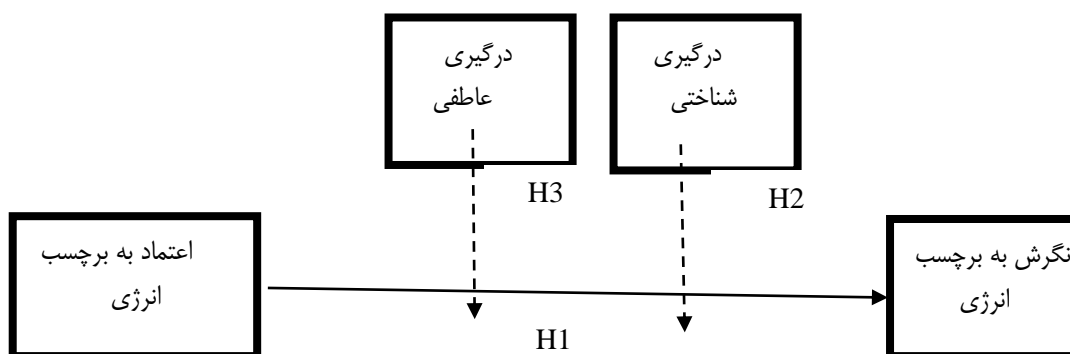 درگیری
شناختی
درگیری
عاطفی
H2
H3
نگرش به برچسب
انرژی
اعتماد به برچسب
انرژی
H1